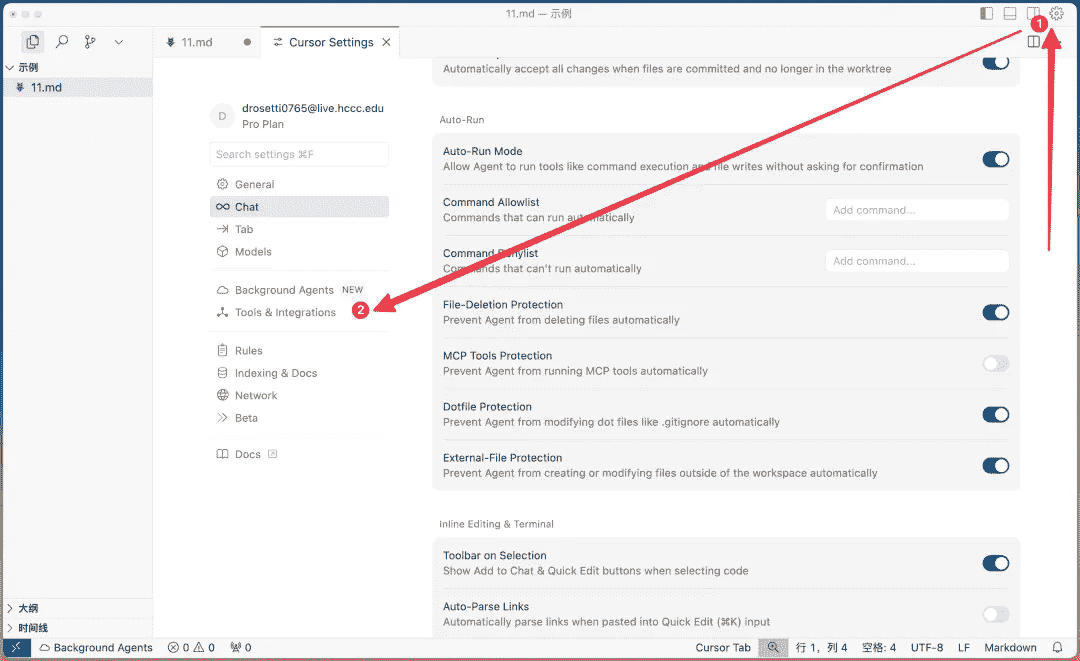 11.md — 示例
1
11.md
Cursor Settings
示例
11.md
D
drosetti0765@live.hccc.edu
Pro Plan
Search settings ⌘F
General
Chat
Tab
Models
Background Agents NEW
Tools & Integrations
2
Rules
Indexing & Docs
Network
Beta
Docs
Automatically accept all changes when files are committed and no longer in the worktree
Auto-Run
Auto-Run Mode
Allow Agent to run tools like command execution and file writes without asking for confirmation
Command Allowlist
Commands that can run automatically
Add command...
Command Denylist
Commands that can't run automatically
Add command...
File-Deletion Protection
Prevent Agent from deleting files automatically
MCP Tools Protection
Prevent Agent from running MCP tools automatically
Dotfile Protection
Prevent Agent from modifying dot files like .gitignore automatically
External-File Protection
Prevent Agent from creating or modifying files outside of the workspace automatically
Inline Editing & Terminal
Toolbar on Selection
Show Add to Chat & Quick Edit buttons when selecting code
Auto-Parse Links
Automatically parse links when pasted into Quick Edit (⌘K) input
大纲
时间线
Background Agents 0 0 0 Cursor Tab 行 1，列 4 空格: 4 UTF-8 LF Markdown